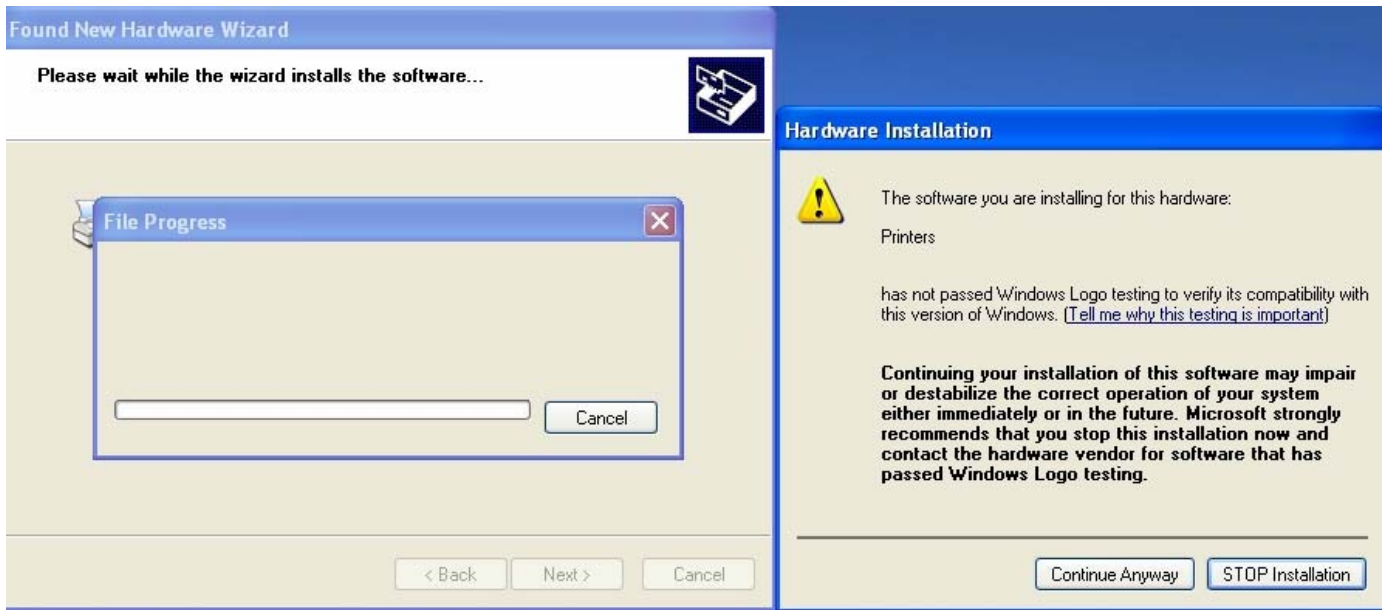 Found New Hardware Wizard
Please wait while the wizard installs the software...
File Progress
Cancel
< Back
Next >
Cancel
Hardware Installation
The software you are installing for this hardware:
Printers
has not passed Windows Logo testing to verify its compatibility with
this version of Windows. (Tell me why this testing is important)
Continuing your installation of this software may impair
or destabilize the correct operation of your system
either immediately or in the future. Microsoft strongly
recommends that you stop this installation now and
contact the hardware vendor for software that has
passed Windows Logo testing.
Continue Anyway
STOP Installation